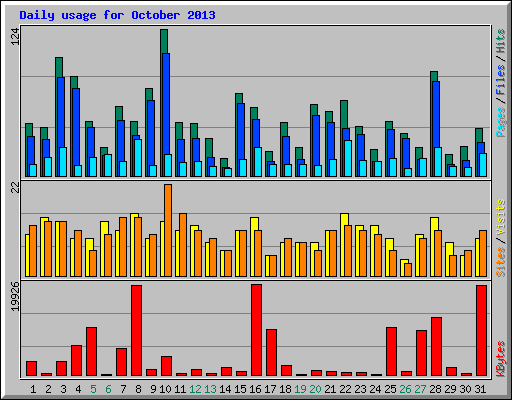 Daily usage for October 2013
124
Pages / Files / Hits
22
Sites / Visits
19926
KBytes
1 2 3 4 5 6 7 8 9 10 11 12 13 14 15 16 17 18 19 20 21 22 23 24 25 26 27 28 29 30 31